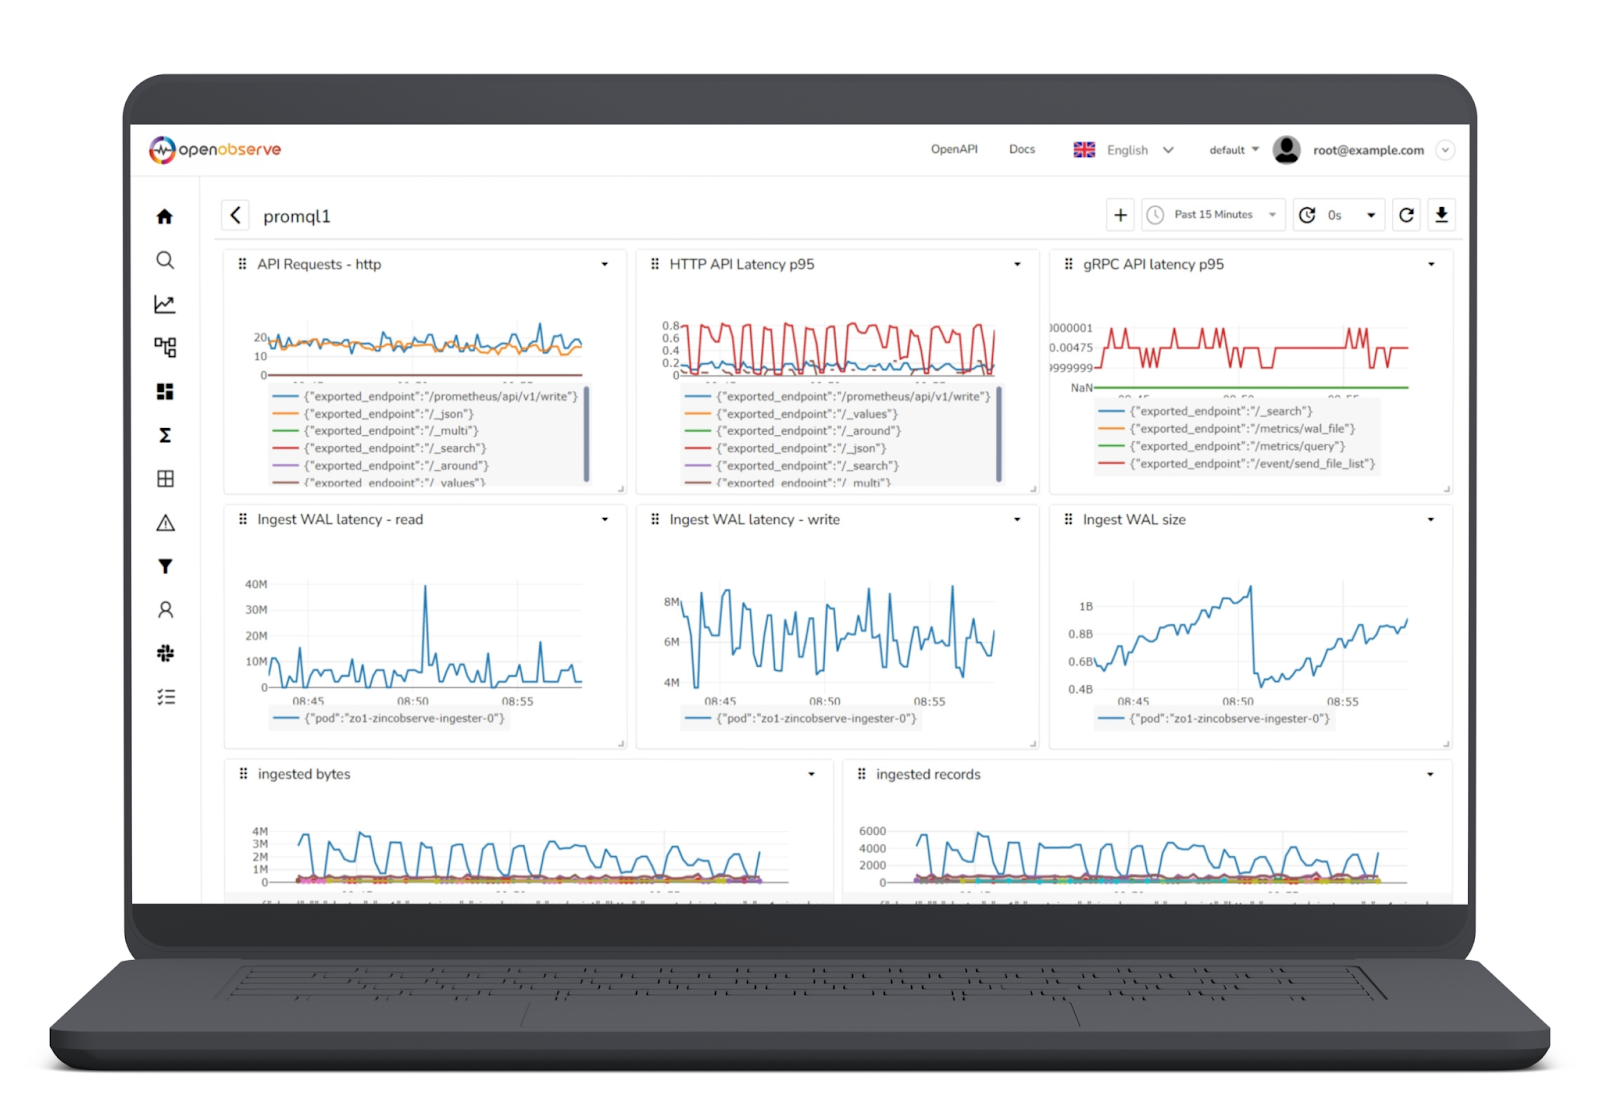 openobserve
OpenAPI Docs English default root@example.com
promql1
Past 15 Minutes 0s
API Requests - http
20
10
0
{"exported_endpoint":"/prometheus/api/v1/write"}
{"exported_endpoint":"/_json"}
{"exported_endpoint":"/_multi"}
{"exported_endpoint":"/_search"}
{"exported_endpoint":"/_around"}
{"exported_endpoint":"/_values"}
HTTP API Latency p95
0.8
0.6
0.4
0.2
0
{"exported_endpoint":"/prometheus/api/v1/write"}
{"exported_endpoint":"/_values"}
{"exported_endpoint":"/_around"}
{"exported_endpoint":"/_json"}
{"exported_endpoint":"/_search"}
{"exported_endpoint":"/_multi"}
gRPC API latency p95
0000001
0.00475
9999999
NaN
{"exported_endpoint":"/_search"}
{"exported_endpoint":"/metrics/wal_file"}
{"exported_endpoint":"/metrics/query"}
{"exported_endpoint":"/event/send_file_list"}
Ingest WAL latency - read
40M
30M
20M
10M
0
08:45 08:50 08:55
{"pod":"zo1-zincobserve-ingester-0"}
Ingest WAL latency - write
8M
6M
4M
08:45 08:50 08:55
{"pod":"zo1-zincobserve-ingester-0"}
Ingest WAL size
1B
0.8B
0.6B
0.4B
08:45 08:50 08:55
{"pod":"zo1-zincobserve-ingester-0"}
ingested bytes
4M
3M
2M
1M
0
ingested records
6000
4000
2000
0